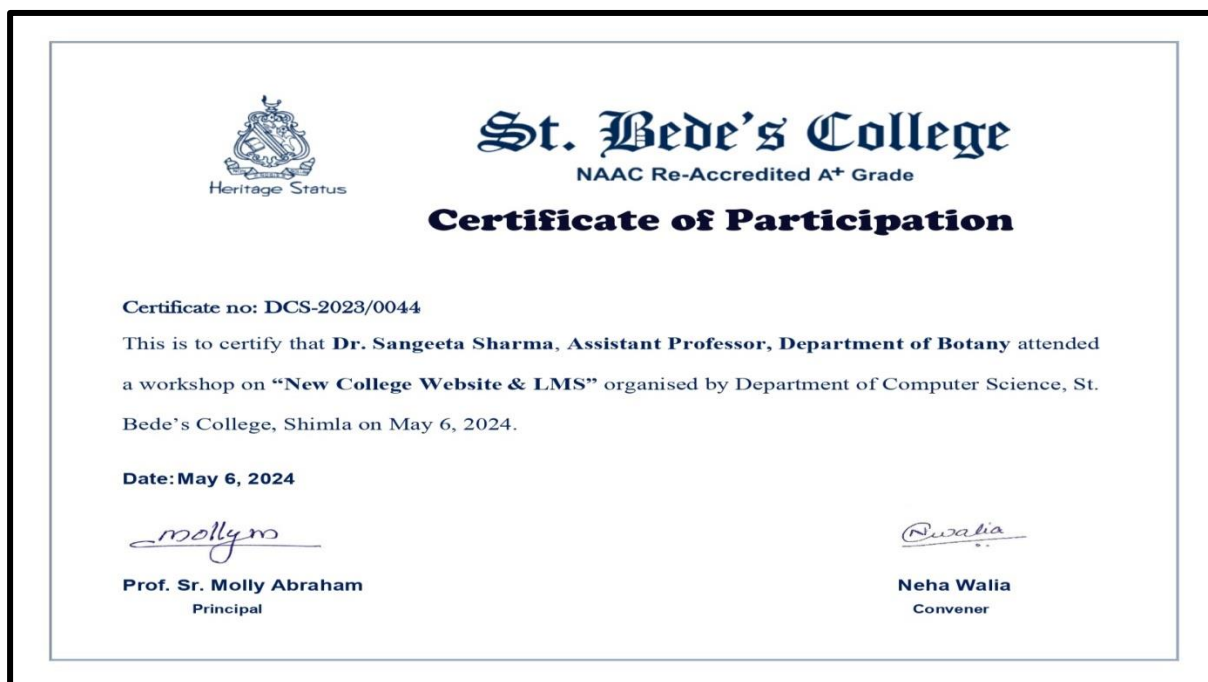 St. Bede's College
NAAC Re-Accredited A+ Grade
Heritage Status
Certificate of Participation
Certificate no: DCS-2023/0044
This is to certify that Dr. Sangeeta Sharma, Assistant Professor, Department of Botany attended
a workshop on “New College Website & LMS” organised by Department of Computer Science, St.
Bede’s College, Shimla on May 6, 2024.
Date: May 6, 2024
mollym
Nwalia
Prof. Sr. Molly Abraham
Neha Walia
Principal
Convener